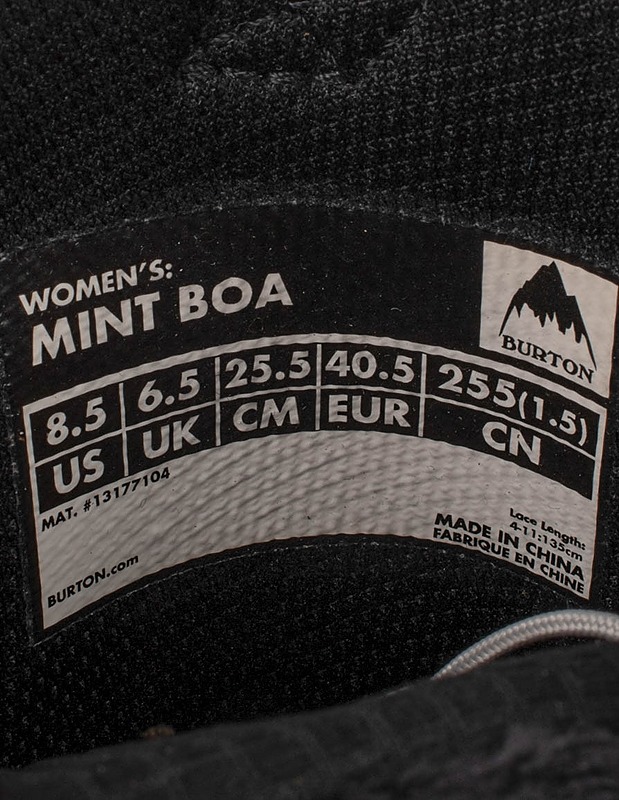 WOMEN'S:
MINT BOA
BURTON
8.5 6.5 25.5 40.5 255(1.5)
US UK CM EUR CN
MAT. #13177104
Lace Length:
4-11:135cm
MADE IN CHINA
FABRIQUE EN CHINE
BURTON.com